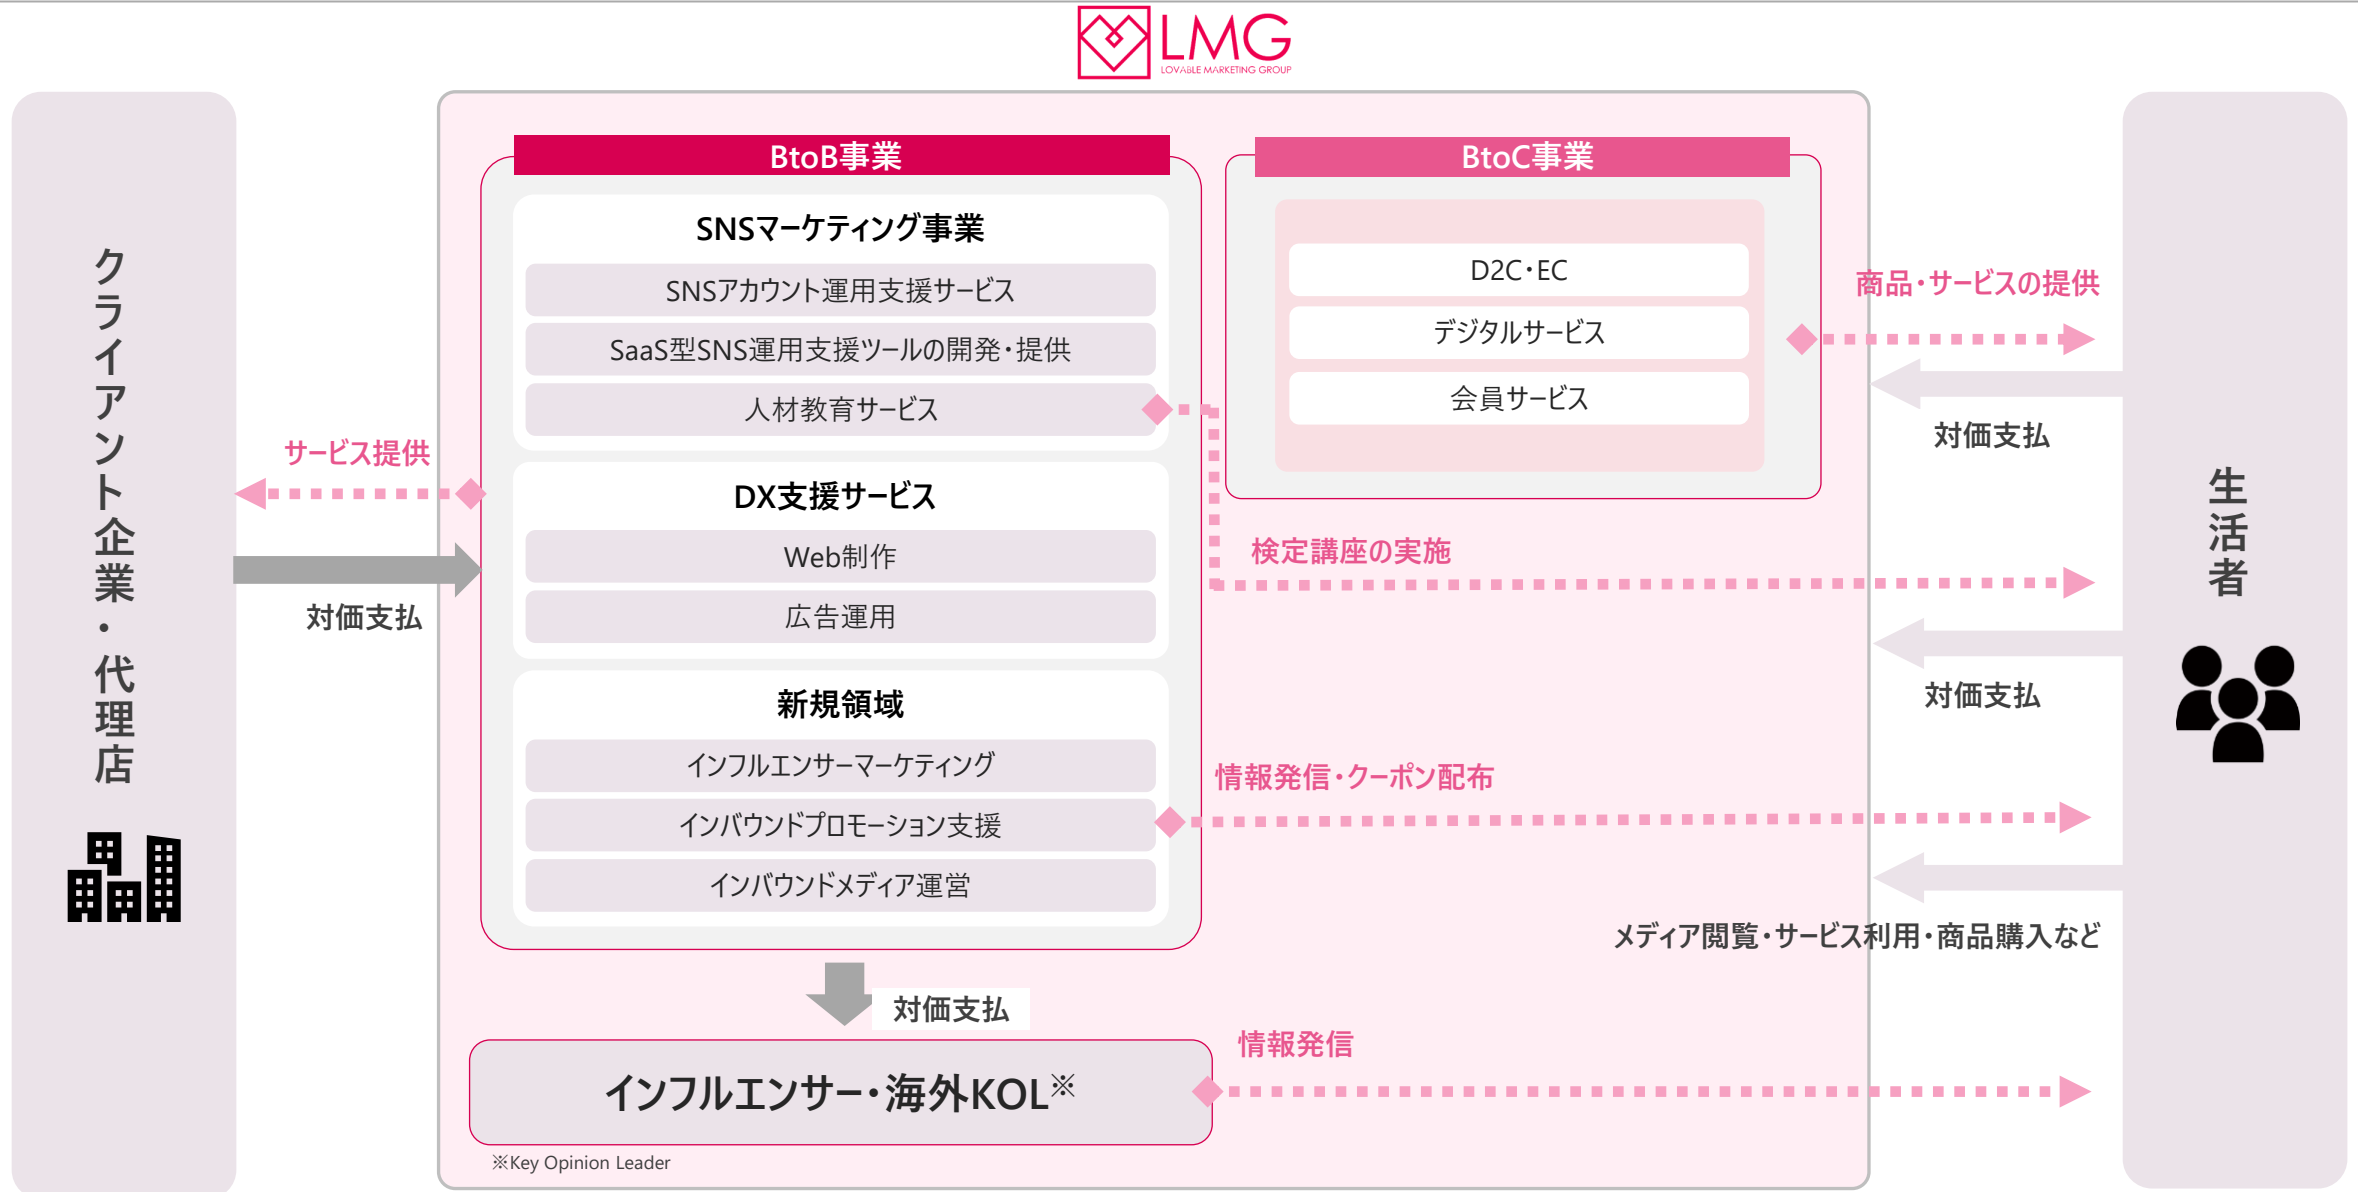 LMG
LOVABLE MARKETING GROUP
クライアント企業・代理店
サービス提供
対価支払
BtoB事業
SNSマーケティング事業
SNSアカウント運用支援サービス
SaaS型SNS運用支援ツールの開発・提供
人材教育サービス
DX支援サービス
Web制作
広告運用
新規領域
インフルエンサーマーケティング
インバウンドプロモーション支援
インバウンドメディア運営
対価支払
インフルエンサー・海外KOL※
※Key Opinion Leader
BtoC事業
D2C・EC
デジタルサービス
会員サービス
商品・サービスの提供
対価支払
検定講座の実施
対価支払
情報発信・クーポン配布
メディア閲覧・サービス利用・商品購入など
情報発信
生活者